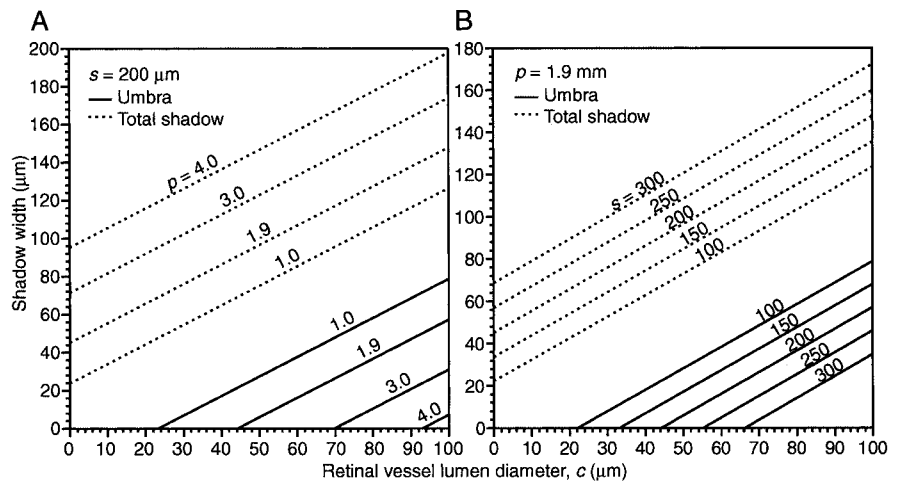 A
B
s = 200 μm
Umbra
Total shadow
p = 1.9 mm
Umbra
Total shadow
Shadow width (μm)
200
180
160
140
120
100
80
60
40
20
0
p = 4.0
3.0
1.9
1.0
1.0
1.9
3.0
4.0
0 10 20 30 40 50 60 70 80 90 100
180
160
140
120
100
80
60
40
20
0
s = 300
250
200
150
100
100
150
200
250
300
0 10 20 30 40 50 60 70 80 90 100
Retinal vessel lumen diameter, c (μm)